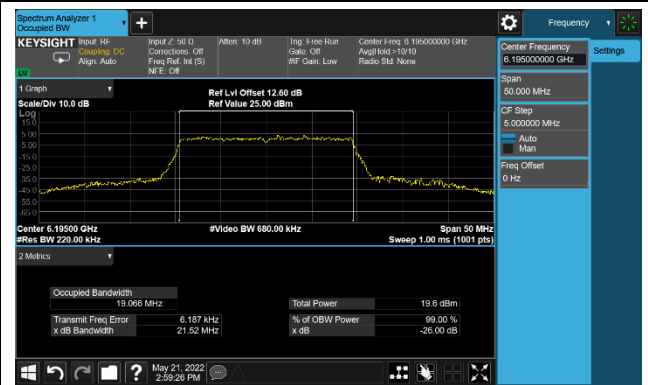 Spectrum Analyzer 1
Occupied BW
Frequency
KEYSIGHT
Input: RF
Coupling: DC
Align: Auto
Input Z: 50 Ω
Corrections: Off
Freq Ref: Int (S)
NFE: Off
Atten: 10 dB
Trig: Free Run
Gate: Off
#IF Gain: Low
Center Freq: 6.195000000 GHz
Avg|Hold:>10/10
Radio Std: None
Center Frequency
6.195000000 GHz
Settings
Span
50.000 MHz
CF Step
5.000000 MHz
Auto
Man
Freq Offset
0 Hz
1 Graph
Scale/Div 10.0 dB
Ref Lvl Offset 12.60 dB
Ref Value 25.00 dBm
Log
15.0
5.00
-5.00
-15.0
-25.0
-35.0
-45.0
-55.0
-65.0
Center 6.19500 GHz
#Video BW 680.00 kHz
Span 50 MHz
#Res BW 220.00 kHz
Sweep 1.00 ms (1001 pts)
2 Metrics
Occupied Bandwidth
19.066 MHz
Total Power 19.6 dBm
Transmit Freq Error 6.187 kHz
% of OBW Power 99.00 %
x dB Bandwidth 21.52 MHz
x dB -26.00 dB
May 21, 2022
2:59:26 PM